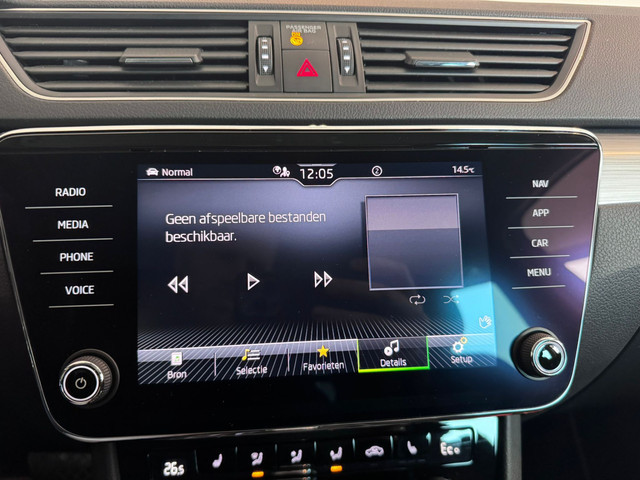 PASSENGER
AIR BAG
RADIO
MEDIA
PHONE
VOICE
Normal
12:05
2
14.5°C
Geen afspeelbare bestanden
beschikbaar.
Bron
Selectie
Favorieten
Details
Setup
NAV
APP
CAR
MENU
26.5